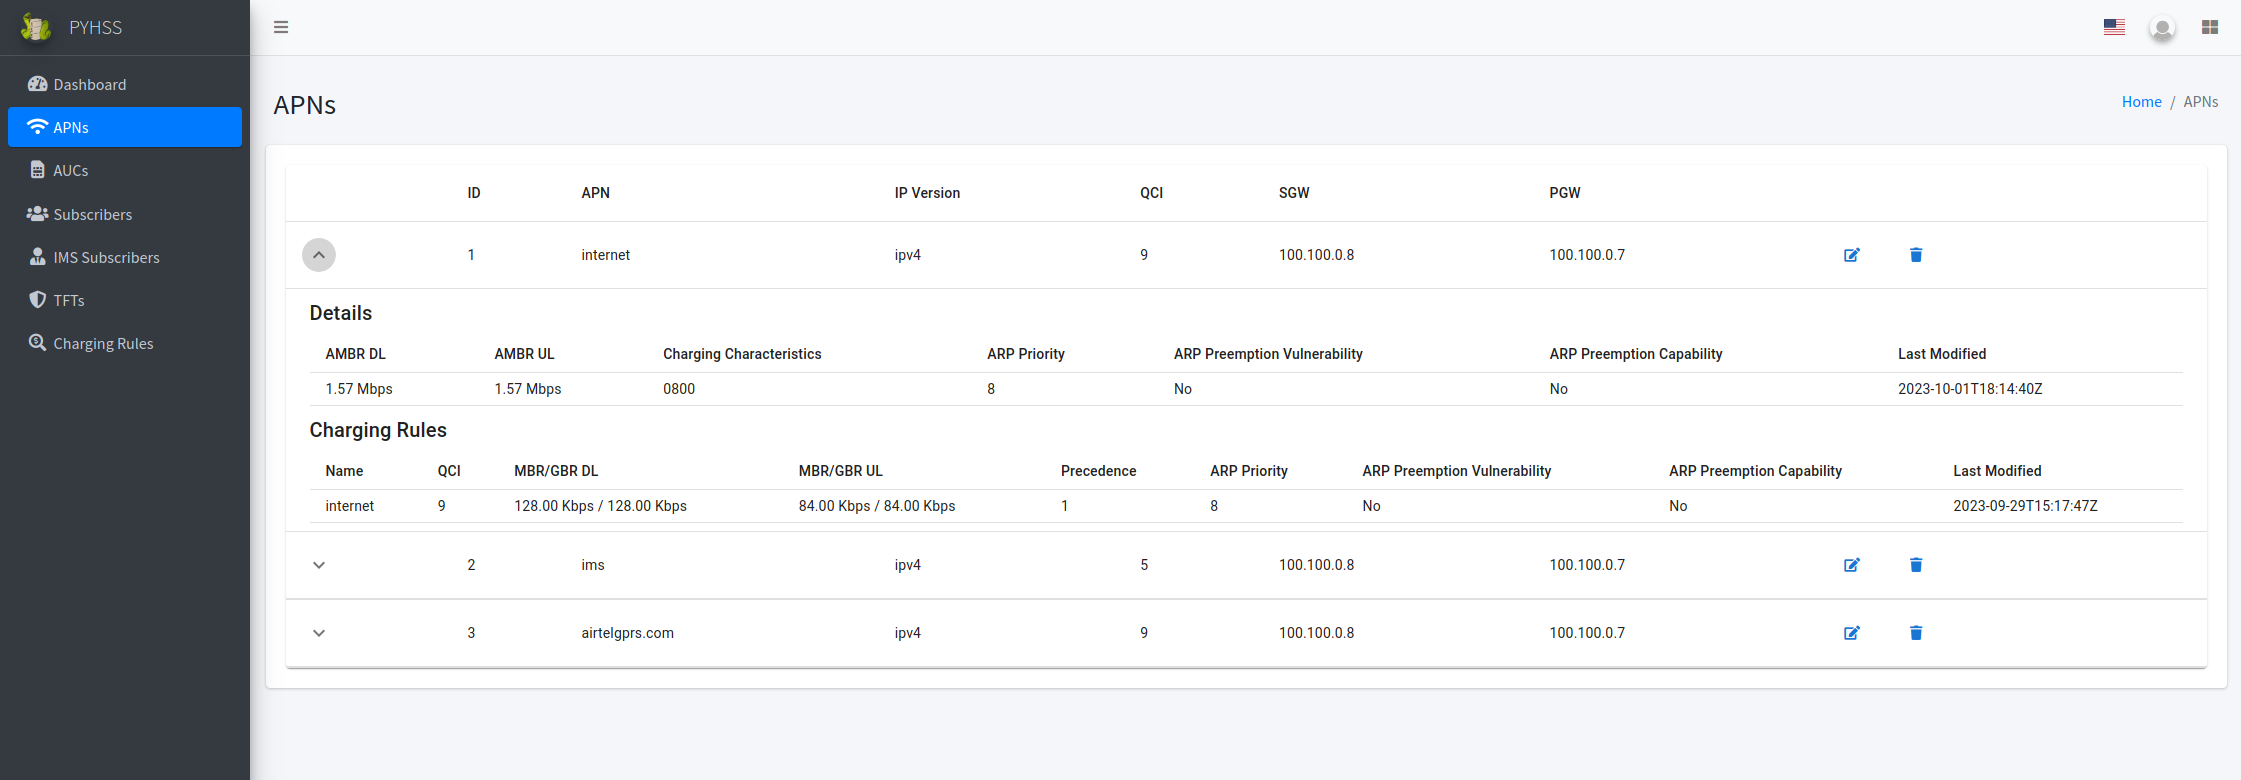 PYHSS
Dashboard
APNs
AUCs
Subscribers
IMS Subscribers
TFTs
Charging Rules
APNs
Home / APNs
ID APN IP Version QCI SGW PGW
1 internet ipv4 9 100.100.0.8 100.100.0.7
Details
AMBR DL AMBR UL Charging Characteristics ARP Priority ARP Preemption Vulnerability ARP Preemption Capability Last Modified
1.57 Mbps 1.57 Mbps 0800 8 No No 2023-10-01T18:14:40Z
Charging Rules
Name QCI MBR/GBR DL MBR/GBR UL Precedence ARP Priority ARP Preemption Vulnerability ARP Preemption Capability Last Modified
internet 9 128.00 Kbps / 128.00 Kbps 84.00 Kbps / 84.00 Kbps 1 8 No No 2023-09-29T15:17:47Z
2 ims ipv4 5 100.100.0.8 100.100.0.7
3 airtelgprs.com ipv4 9 100.100.0.8 100.100.0.7